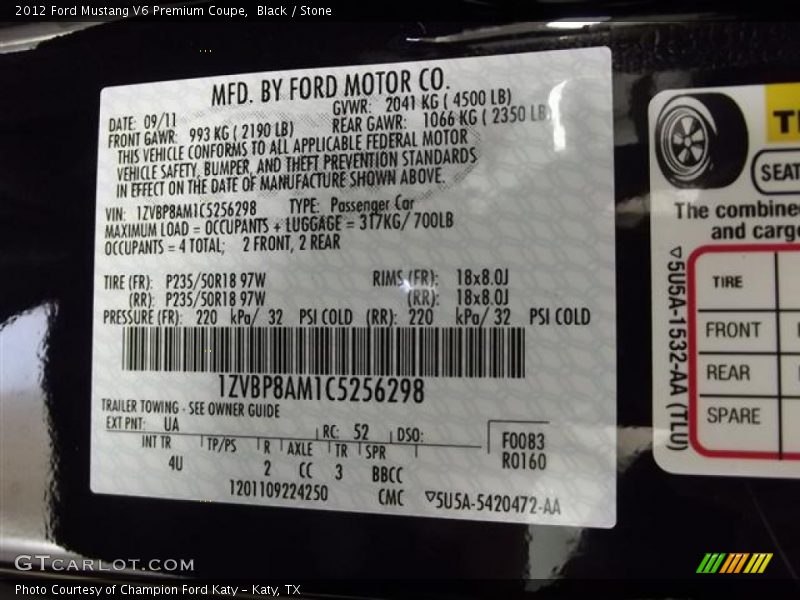 2012 Ford Mustang V6 Premium Coupe, Black / Stone
MFD. BY FORD MOTOR CO.
DATE: 09/11 GVWR: 2041 KG ( 4500 LB)
FRONT GAWR: 993 KG ( 2190 LB) REAR GAWR: 1066 KG ( 2350 LB)
THIS VEHICLE CONFORMS TO ALL APPLICABLE FEDERAL MOTOR
VEHICLE SAFETY, BUMPER, AND THEFT PREVENTION STANDARDS
IN EFFECT ON THE DATE OF MANUFACTURE SHOWN ABOVE.
VIN: 1ZVBP8AM1C5256298 TYPE: Passenger Car
MAXIMUM LOAD = OCCUPANTS + LUGGAGE = 317KG/ 700LB
OCCUPANTS = 4 TOTAL; 2 FRONT, 2 REAR
TIRE (FR): P235/50R18 97W RIMS (FR): 18x8.0J
(RR): P235/50R18 97W (RR): 18x8.0J
PRESSURE (FR): 220 kPa/ 32 PSI COLD (RR): 220 kPa/ 32 PSI COLD
1ZVBP8AM1C5256298
TRAILER TOWING - SEE OWNER GUIDE
EXT PNT: UA RC: 52 DSO:
INT TR TP/PS R AXLE TR SPR F0083
4U 2 CC 3 BBCC R0160
1201109224250 CMC ▽5U5A-5420472-AA
SEAT
The combine
and carg
▽5U5A-1532-AA (TLU)
TIRE
FRONT
REAR
SPARE
GTCARLOT.COM
Photo Courtesy of Champion Ford Katy - Katy, TX